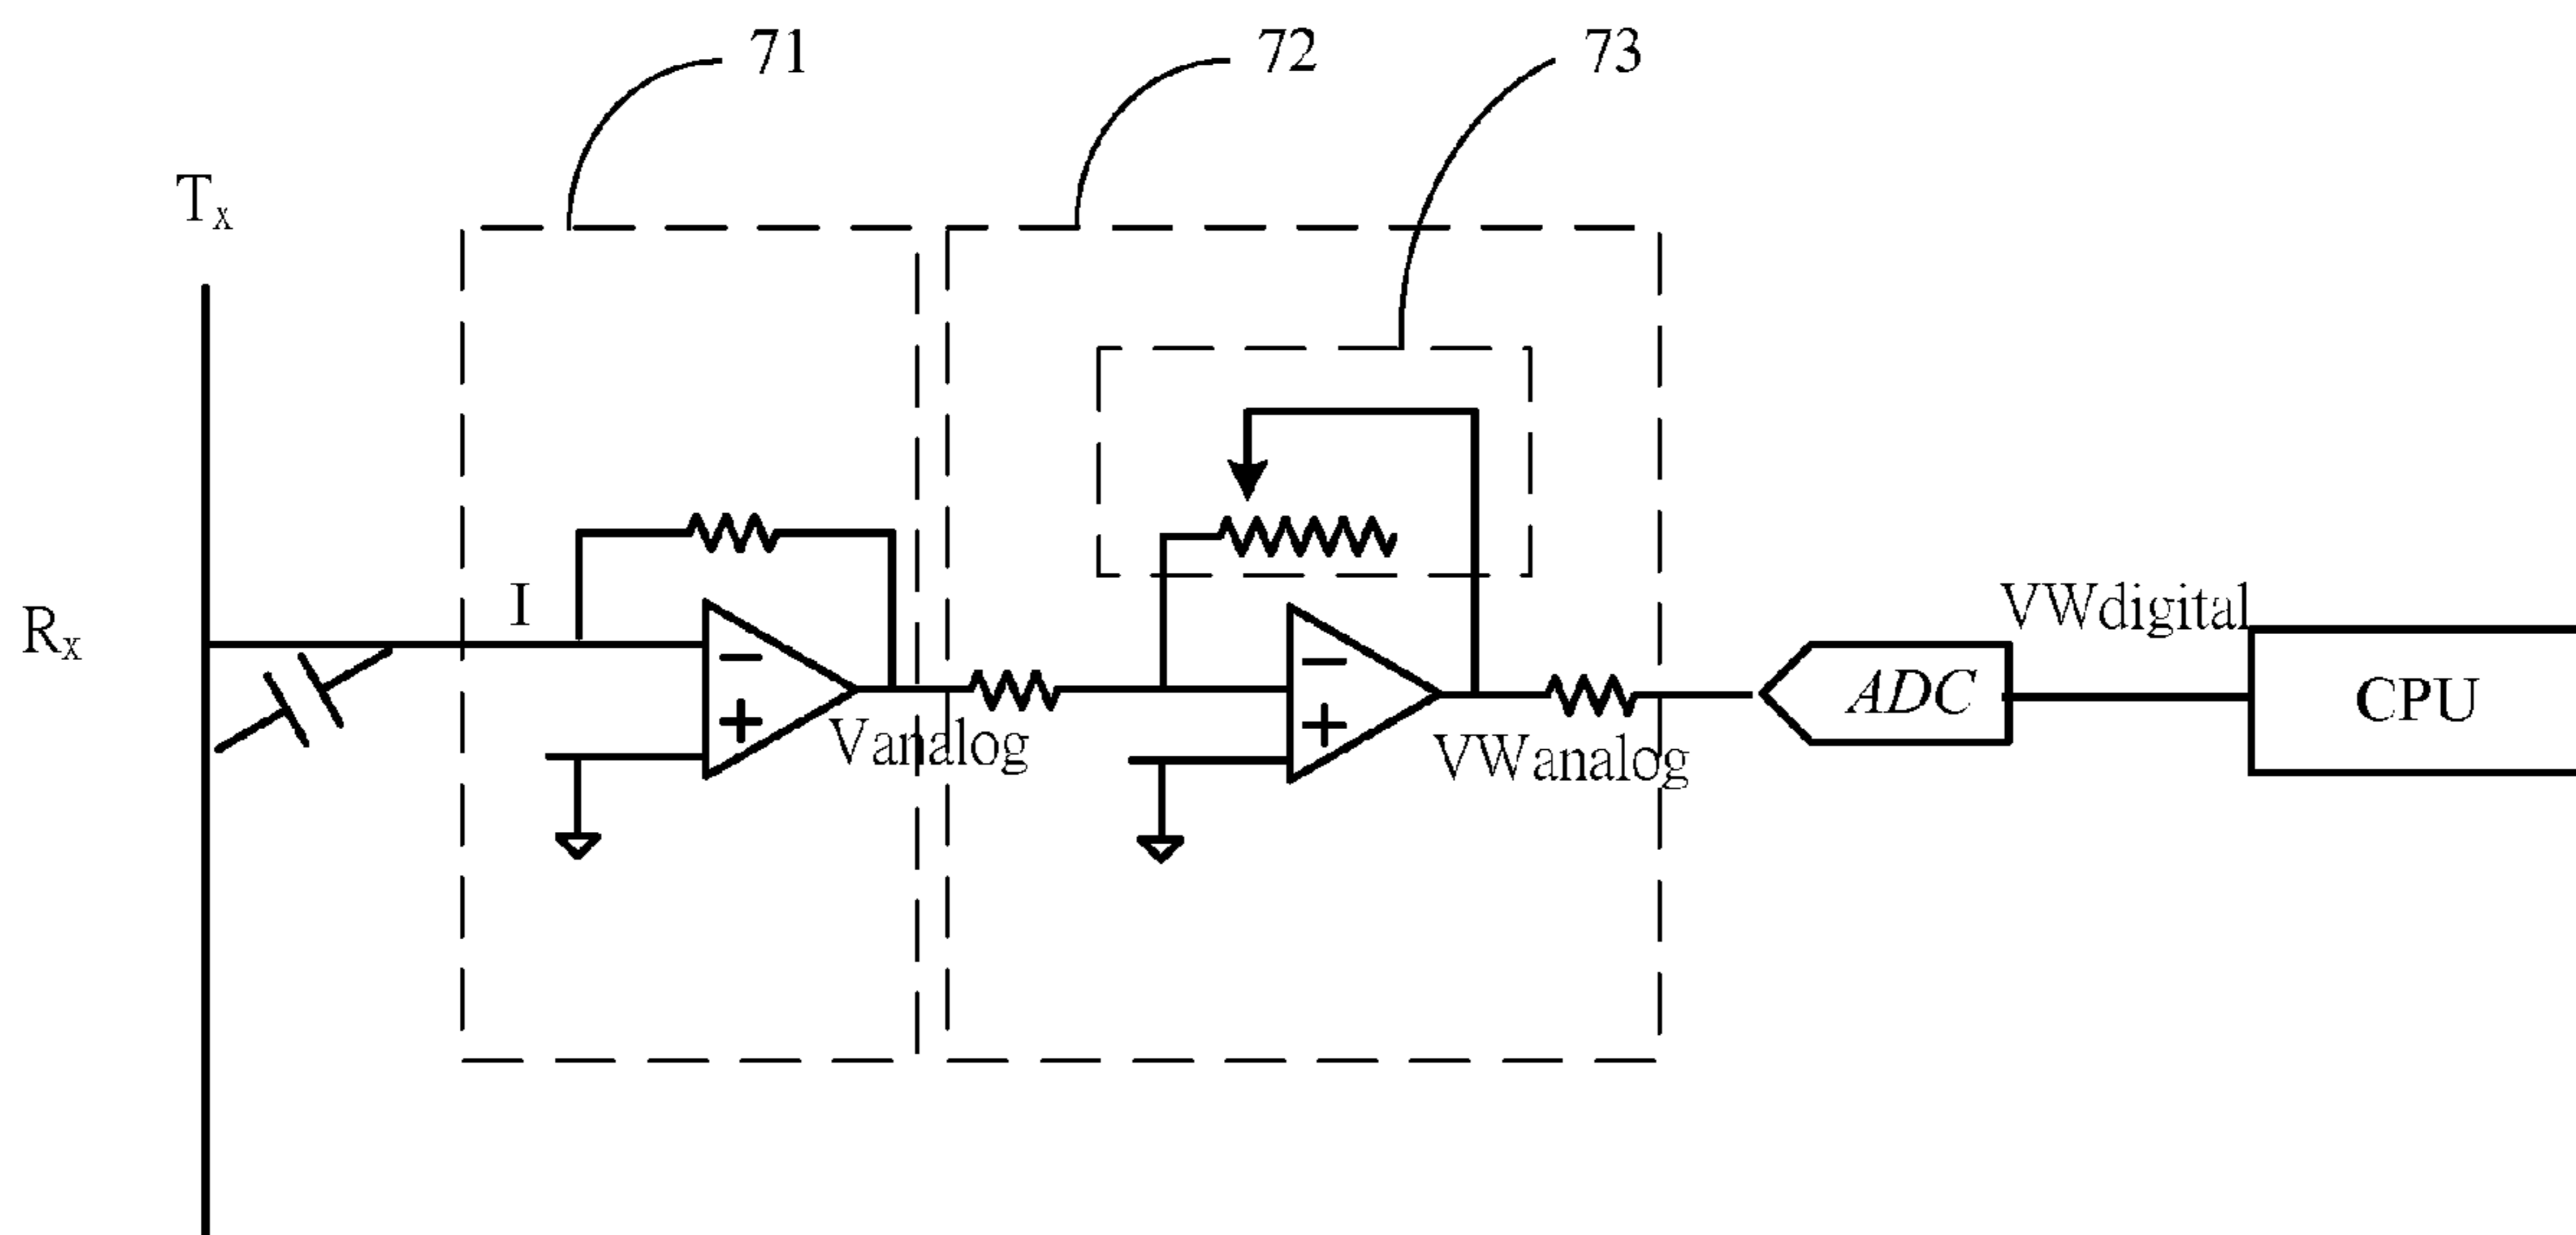 71
72
73
Tx
Rx
I
−
+
Vanalog
−
+
VWanalog
ADC
VWdigital
CPU